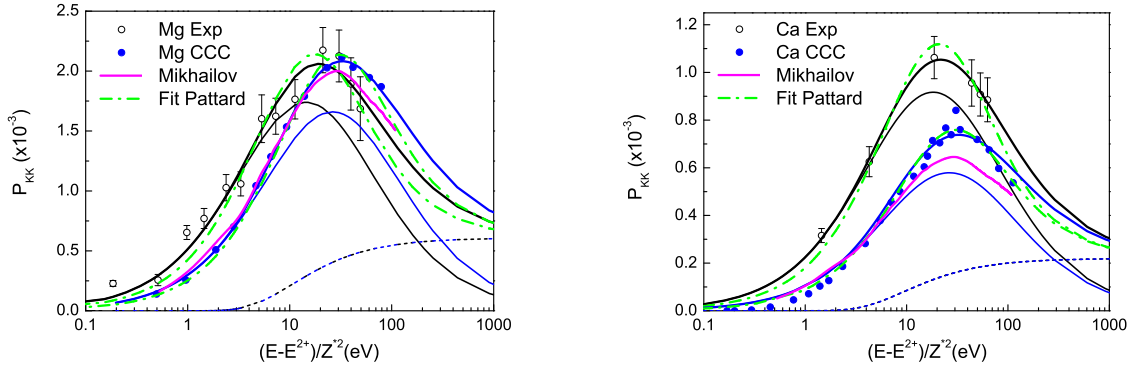 2.5
2.0
1.5
1.0
0.5
0.0
P_KK (x10⁻³)
Mg Exp
Mg CCC
Mikhailov
Fit Pattard
0.1 1 10 100 1000
(E-E²⁺)/Z*²(eV)
1.2
1.0
0.8
0.6
0.4
0.2
0.0
P_KK (x10⁻³)
Ca Exp
Ca CCC
Mikhailov
Fit Pattard
0.1 1 10 100 1000
(E-E²⁺)/Z*²(eV)